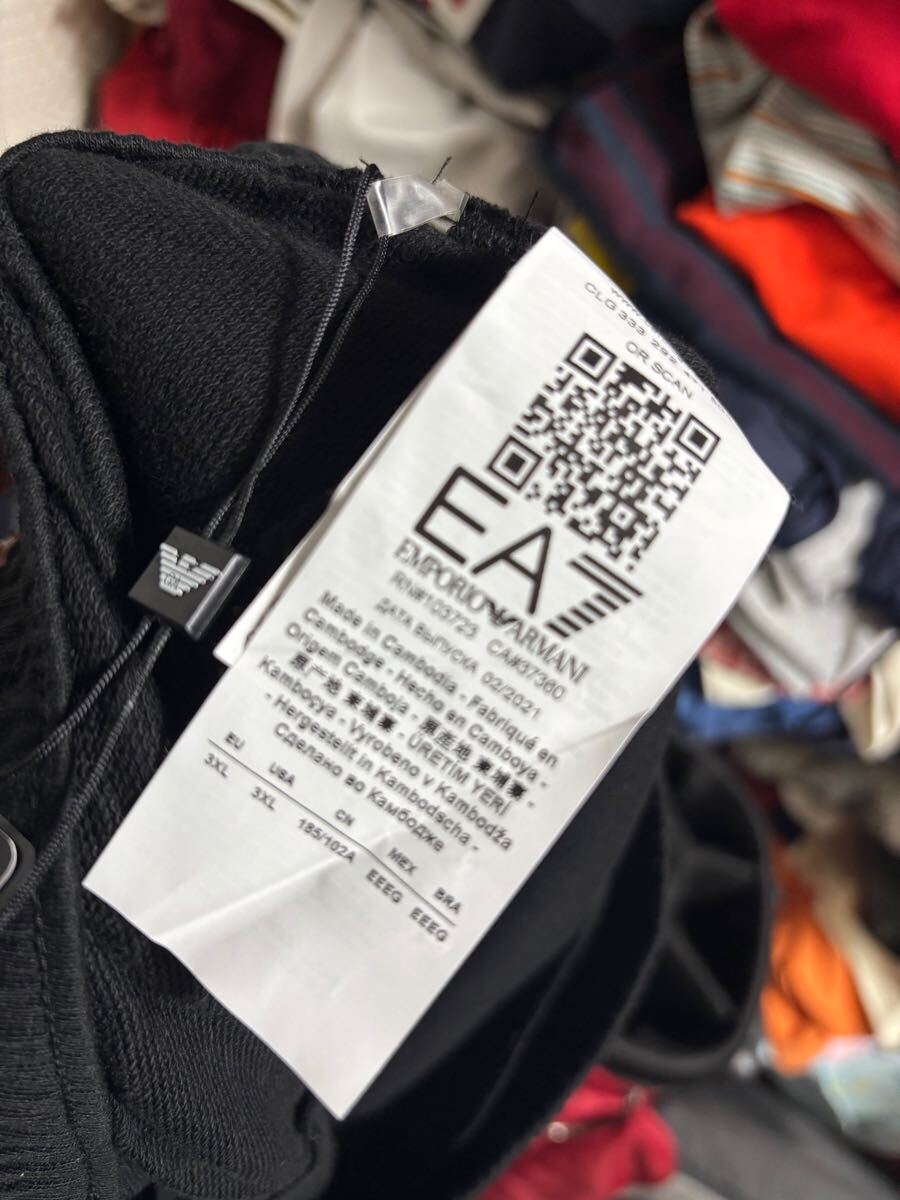 CLG 333
OR SCAN
EA7
EMPORIO ARMANI
RN#103723 CA#37360
ДАТА ВЫПУСКА 02/2021
Made in Cambodia - Fabriqué en
Cambodge - Hecho en Camboya -
Origem Camboja - 原産地 柬埔寨 -
原产地 柬埔寨 - ÜRETİM YERİ
Kamboçya - Vyrobeno v Kambodža
- Hergestellt in Kambodscha -
Сделано во Камбодже
EU USA CN MEX BRA
3XL 3XL 185/102A EEEG EEEG